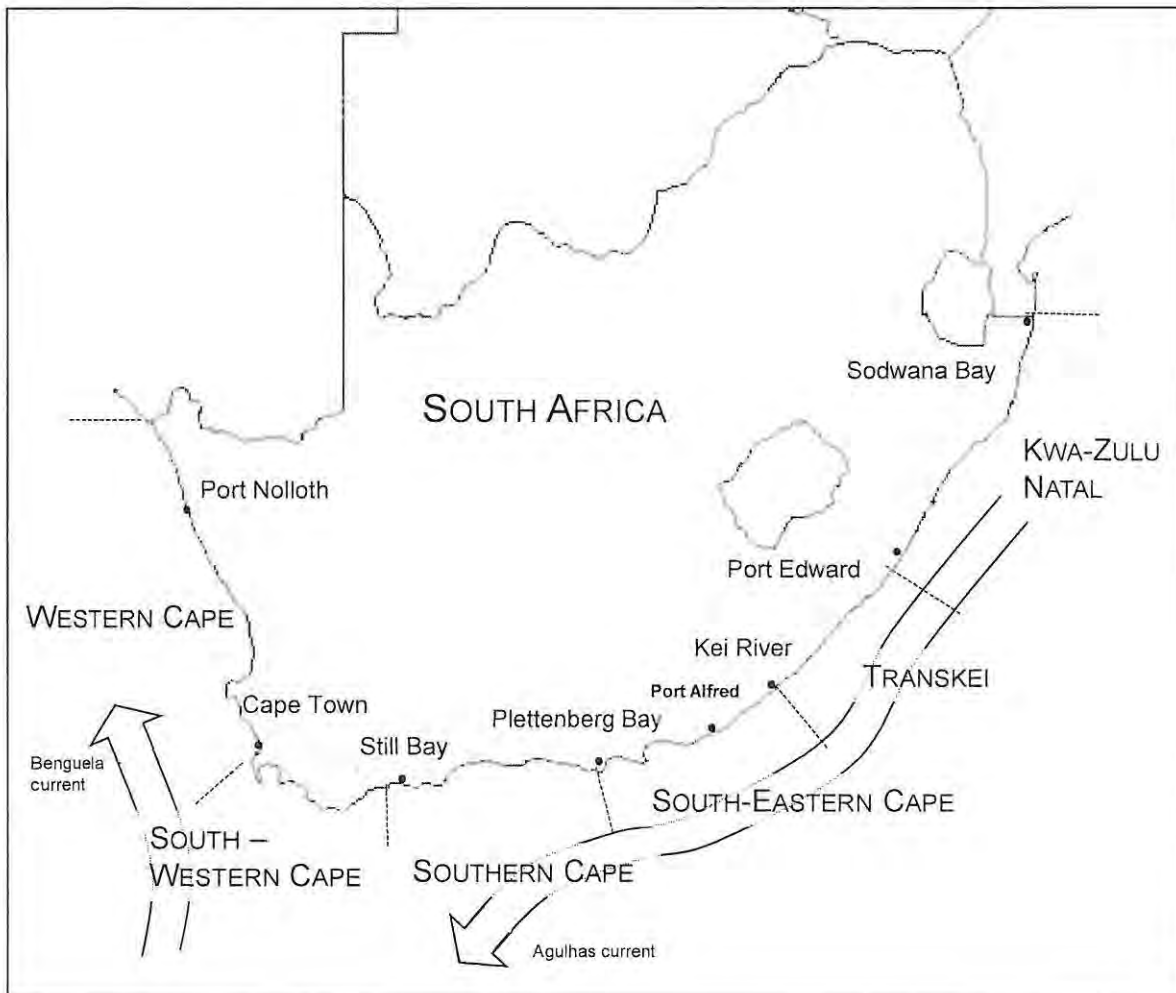 Sodwana Bay
SOUTH AFRICA
KWA-ZULU
NATAL
Port Nolloth
Port Edward
WESTERN CAPE
Kei River
TRANSKEI
Port Alfred
Cape Town
Plettenberg Bay
Still Bay
Benguela
current
SOUTH-EASTERN CAPE
SOUTH –
WESTERN CAPE
SOUTHERN CAPE
Agulhas current